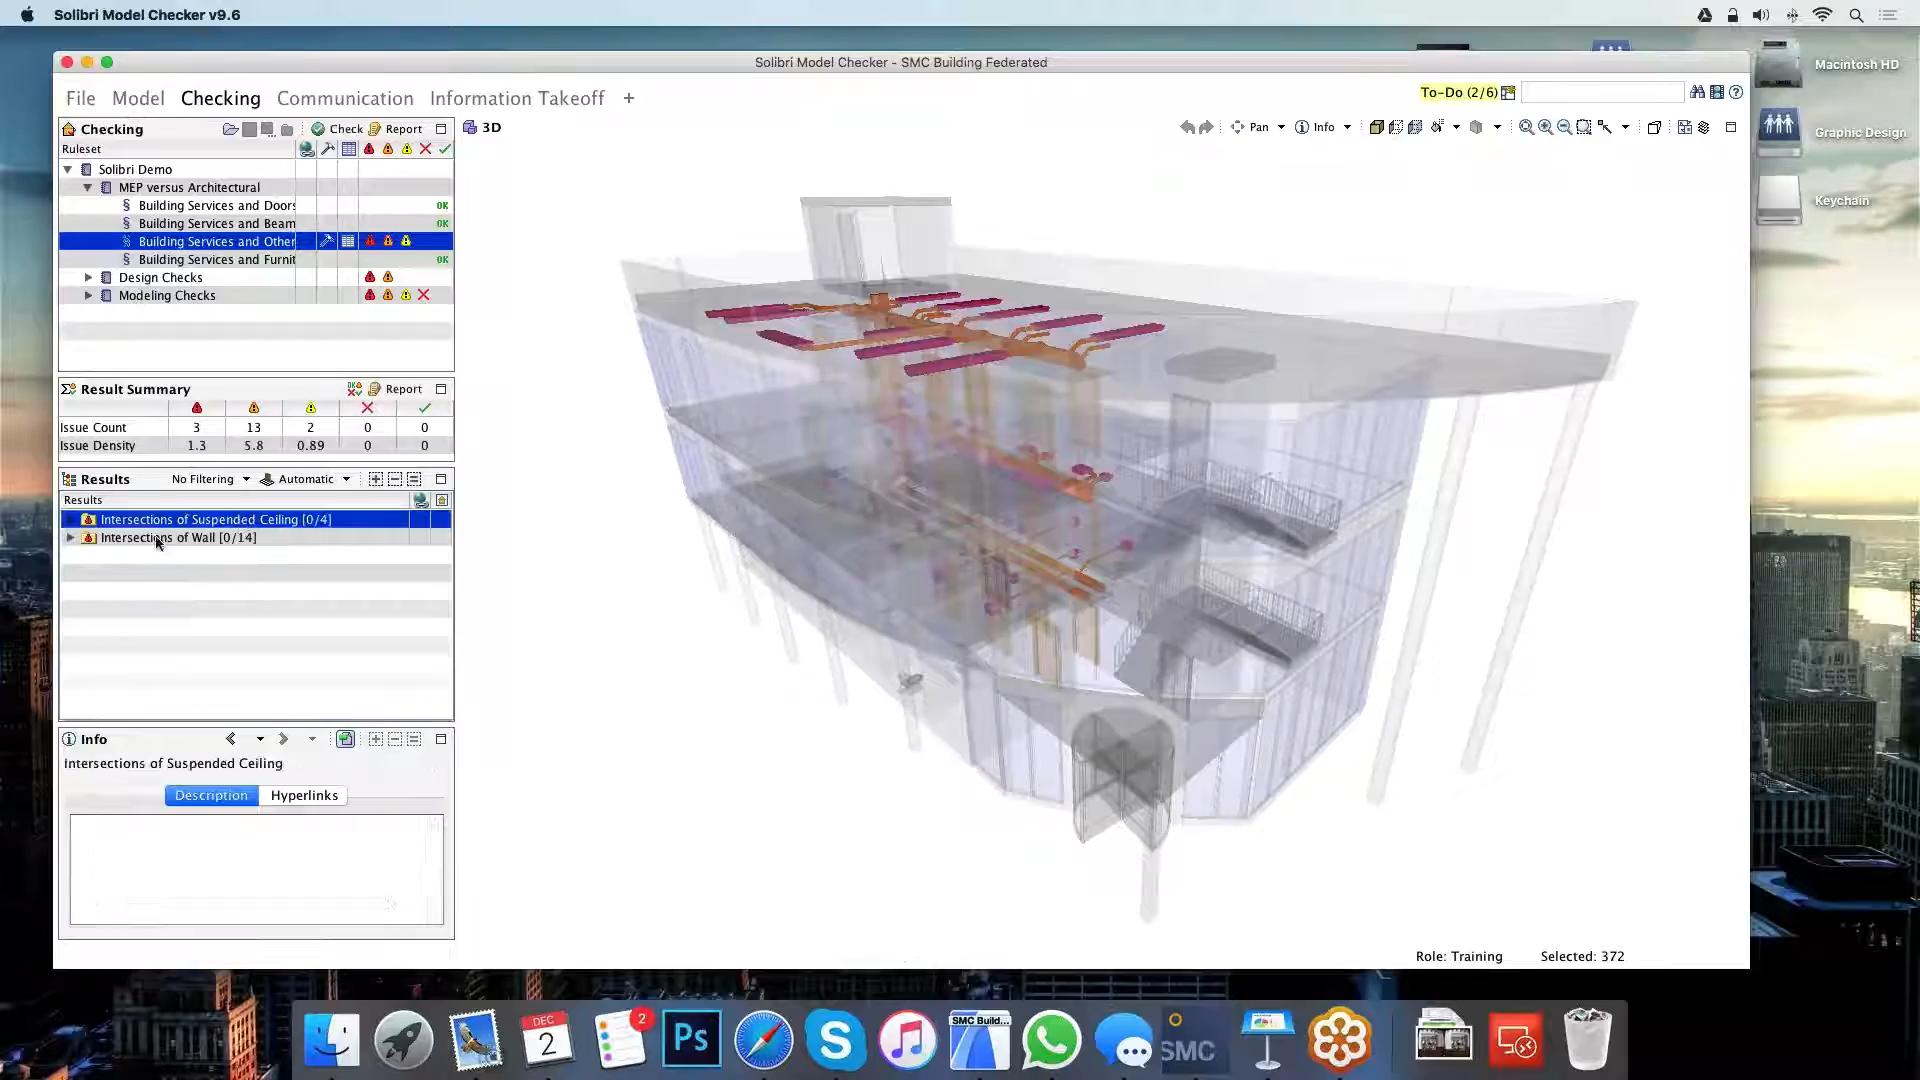 Solibri Model Checker v9.6
Solibri Model Checker - SMC Building Federated
Macintosh HD
Graphic Design
Keychain
File Model Checking Communication Information Takeoff +
To-Do (2/6)
Checking Check Report
3D
Pan Info
Ruleset
Solibri Demo
MEP versus Architectural
Building Services and Doors OK
Building Services and Beam OK
Building Services and Other
Building Services and Furnit OK
Design Checks
Modeling Checks
Result Summary Report
Issue Count 3 13 2 0 0
Issue Density 1.3 5.8 0.89 0 0
Results No Filtering Automatic
Results
Intersections of Suspended Ceiling [0/4]
Intersections of Wall [0/14]
Info
Intersections of Suspended Ceiling
Description Hyperlinks
Role: Training Selected: 372
DEC
2
2
Ps
SMC Build...
SMC